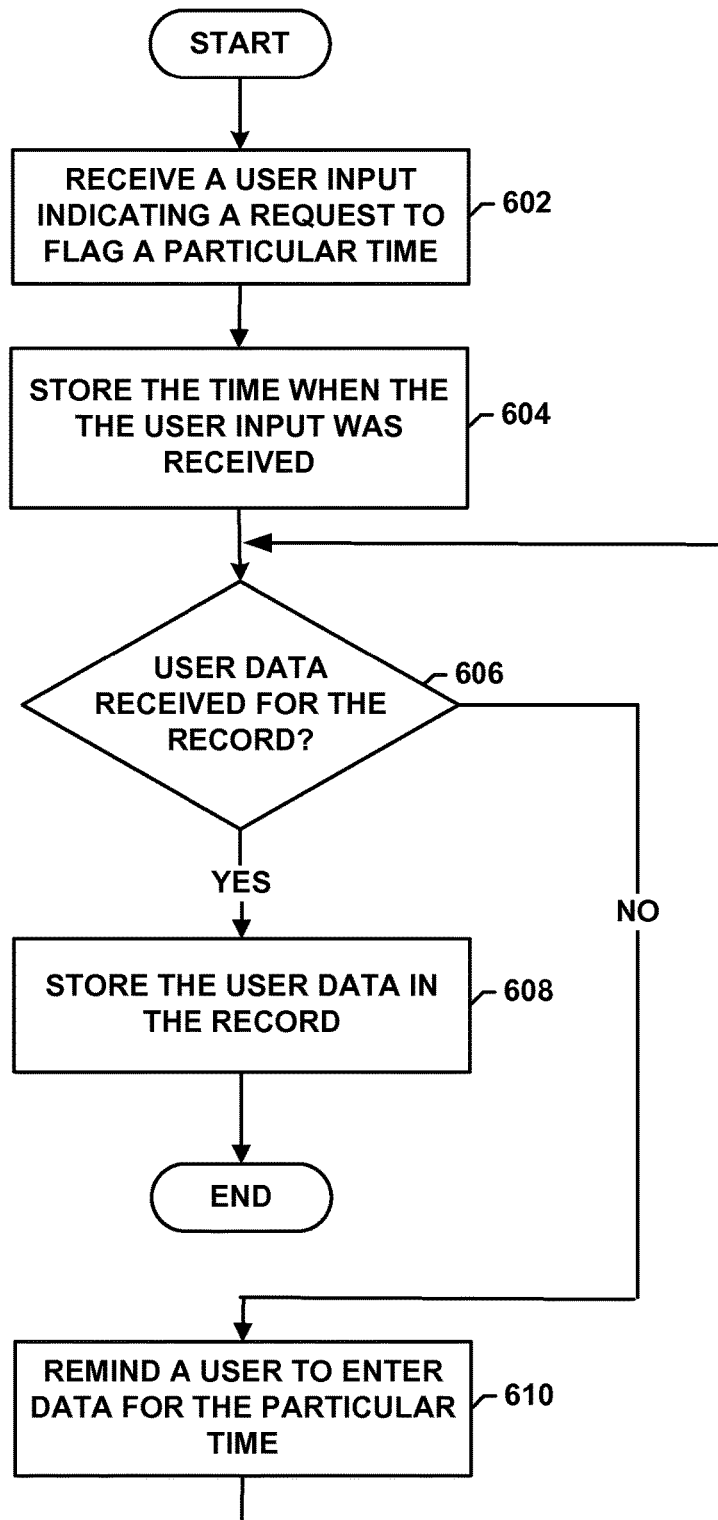 START
RECEIVE A USER INPUT
INDICATING A REQUEST TO
FLAG A PARTICULAR TIME
602
STORE THE TIME WHEN THE
THE USER INPUT WAS
RECEIVED
604
USER DATA
RECEIVED FOR THE
RECORD?
606
YES
NO
STORE THE USER DATA IN
THE RECORD
608
END
REMIND A USER TO ENTER
DATA FOR THE PARTICULAR
TIME
610